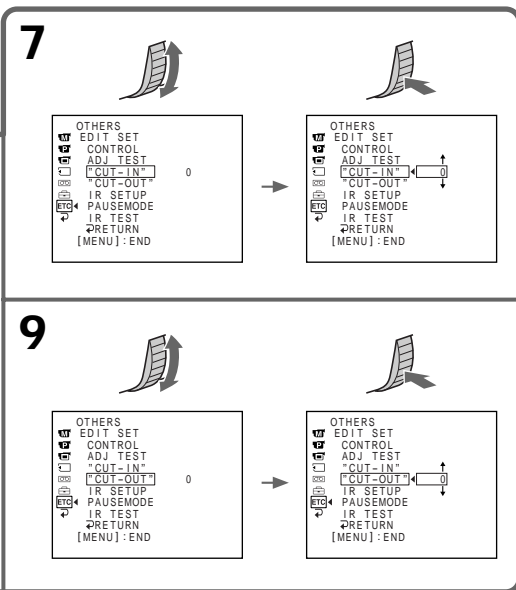 7
OTHERS
EDIT SET
CONTROL
ADJ TEST
"CUT-IN" 0
"CUT-OUT"
IR SETUP
ETC PAUSEMODE
IR TEST
RETURN
[MENU] : END
OTHERS
EDIT SET
CONTROL
ADJ TEST
"CUT-IN" 0
"CUT-OUT"
IR SETUP
ETC PAUSEMODE
IR TEST
RETURN
[MENU] : END
9
OTHERS
EDIT SET
CONTROL
ADJ TEST
"CUT-IN"
"CUT-OUT" 0
IR SETUP
ETC PAUSEMODE
IR TEST
RETURN
[MENU] : END
OTHERS
EDIT SET
CONTROL
ADJ TEST
"CUT-IN"
"CUT-OUT" 0
IR SETUP
ETC PAUSEMODE
IR TEST
RETURN
[MENU] : END